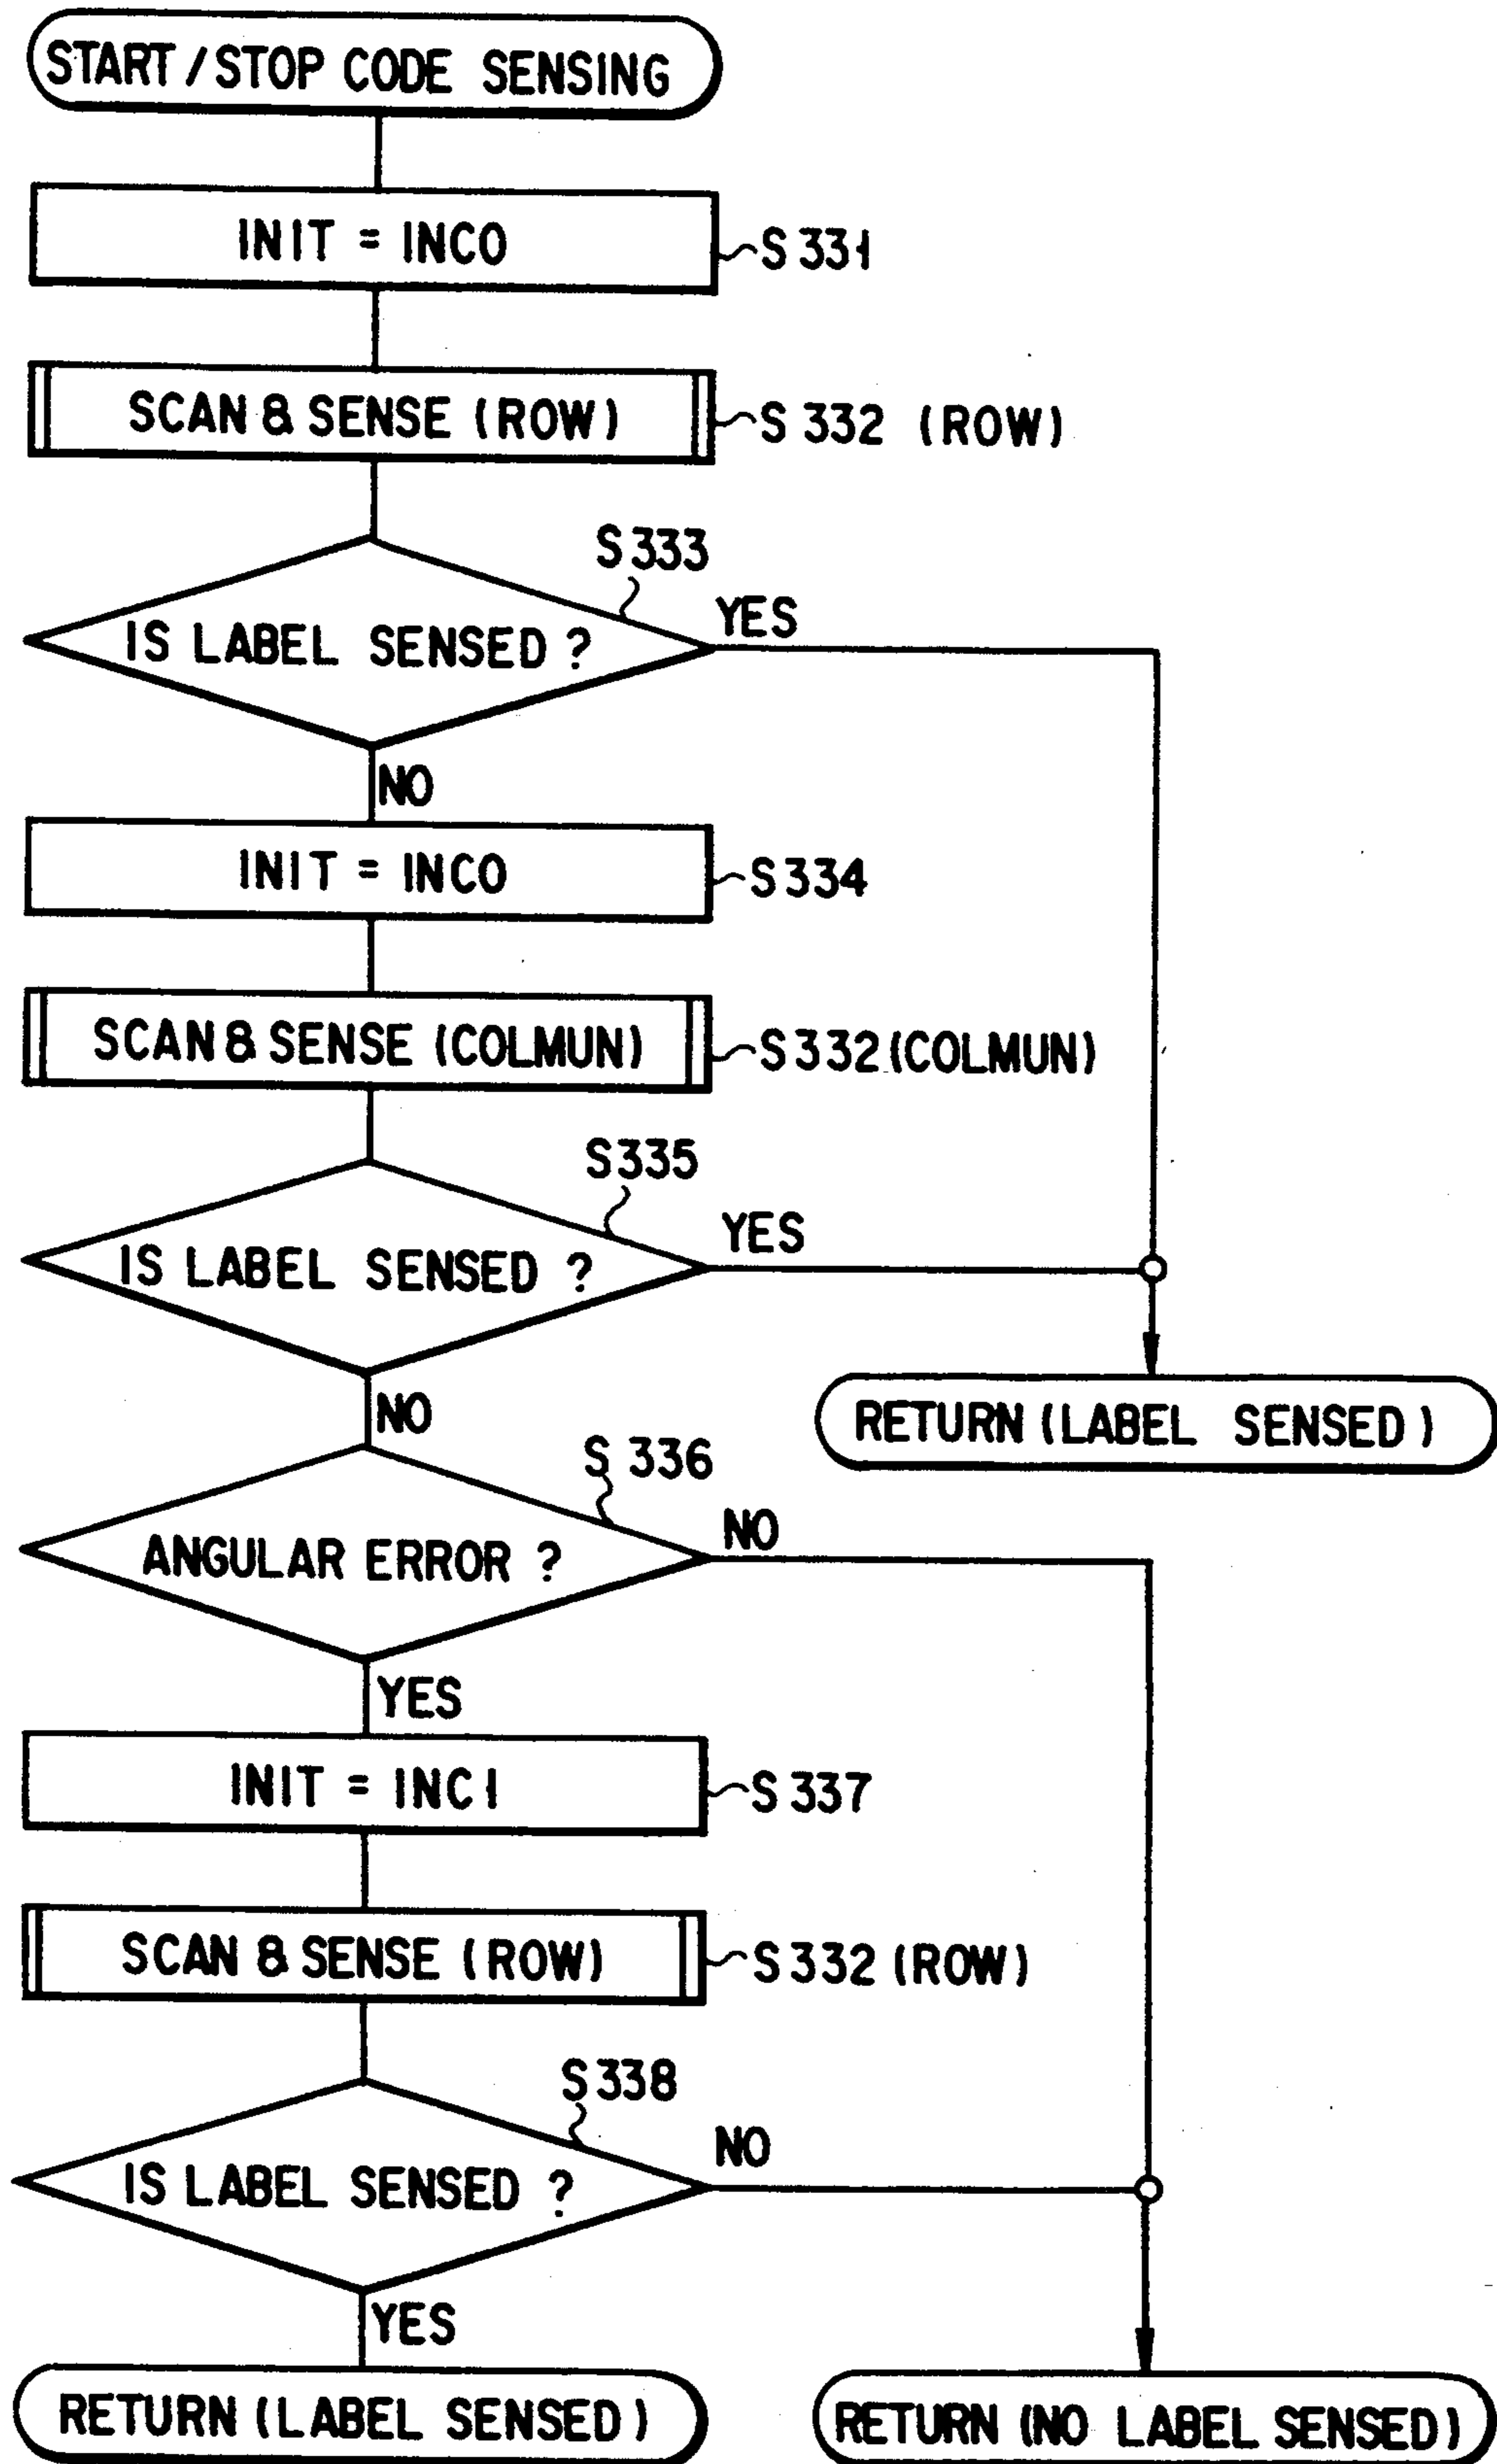 START/STOP CODE SENSING
INIT = INC0
S331
SCAN & SENSE (ROW)
S332 (ROW)
S333
IS LABEL SENSED ?
YES
NO
INIT = INC0
S334
SCAN & SENSE (COLMUN)
S332 (COLMUN)
S335
IS LABEL SENSED ?
YES
NO
RETURN (LABEL SENSED)
S336
ANGULAR ERROR ?
NO
YES
INIT = INC1
S337
SCAN & SENSE (ROW)
S332 (ROW)
S338
IS LABEL SENSED ?
NO
YES
RETURN (LABEL SENSED)
RETURN (NO LABEL SENSED)